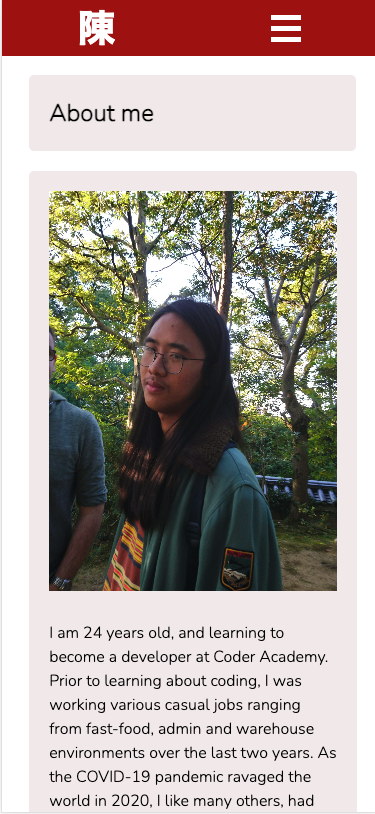 陳
About me
I am 24 years old, and learning to
become a developer at Coder Academy.
Prior to learning about coding, I was
working various casual jobs ranging
from fast-food, admin and warehouse
environments over the last two years. As
the COVID-19 pandemic ravaged the
world in 2020, I like many others, had